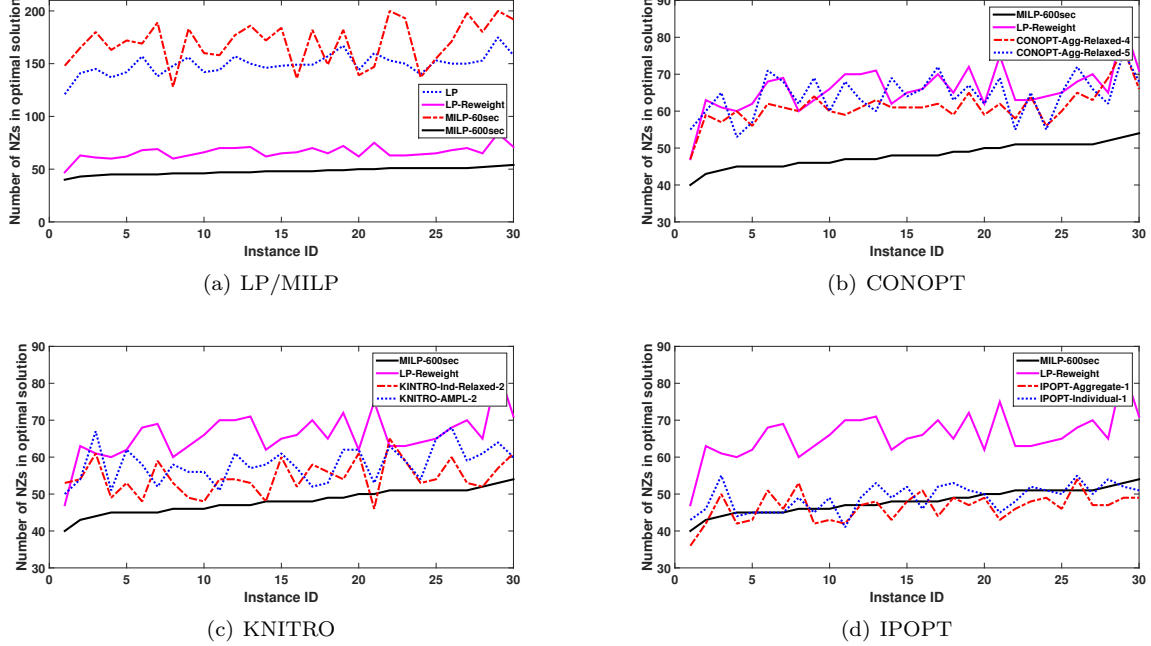 Number of NZs in optimal solution
200
150
100
50
0
0 5 10 15 20 25 30
Instance ID
LP
LP-Reweight
MILP-60sec
MILP-600sec
(a) LP/MILP
Number of NZs in optimal solution
90
80
70
60
50
40
30
0 5 10 15 20 25 30
Instance ID
MILP-600sec
LP-Reweight
CONOPT-Agg-Relaxed-4
CONOPT-Agg-Relaxed-5
(b) CONOPT
Number of NZs in optimal solution
90
80
70
60
50
40
30
0 5 10 15 20 25 30
Instance ID
MILP-600sec
LP-Reweight
KINTRO-Ind-Relaxed-2
KNITRO-AMPL-2
(c) KNITRO
Number of NZs in optimal solution
90
80
70
60
50
40
30
0 5 10 15 20 25 30
Instance ID
MILP-600sec
LP-Reweight
IPOPT-Aggregate-1
IPOPT-Individual-1
(d) IPOPT